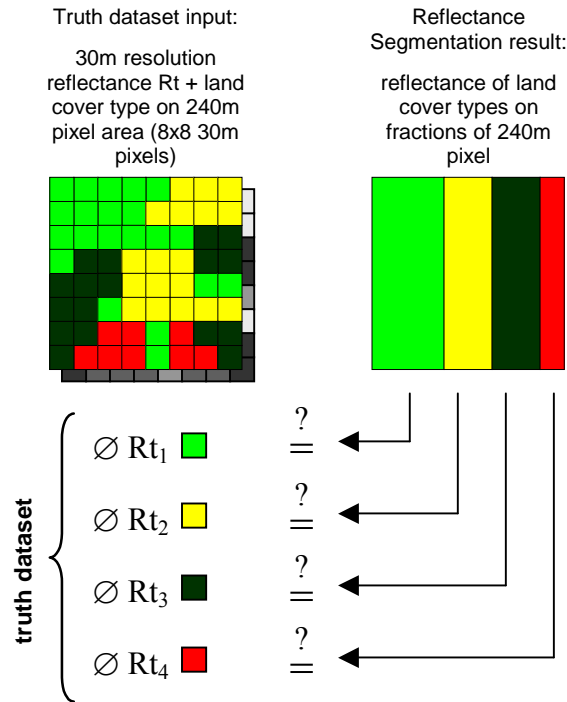 Truth dataset input:
30m resolution
reflectance Rt + land
cover type on 240m
pixel area (8x8 30m
pixels)
Reflectance
Segmentation result:
reflectance of land
cover types on
fractions of 240m
pixel
truth dataset
∅ Rt₁ ?
=
∅ Rt₂ ?
=
∅ Rt₃ ?
=
∅ Rt₄ ?
=